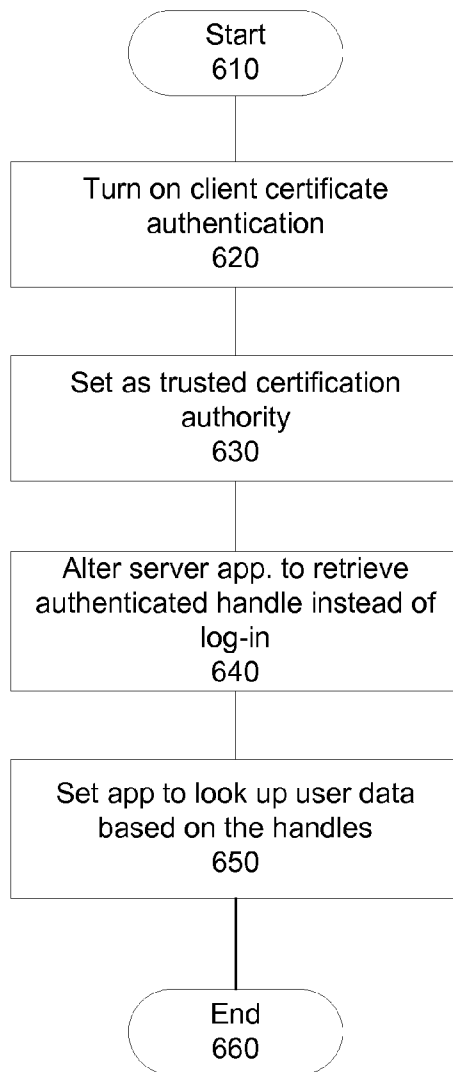 Start
610
Turn on client certificate
authentication
620
Set as trusted certification
authority
630
Alter server app. to retrieve
authenticated handle instead of
log-in
640
Set app to look up user data
based on the handles
650
End
660